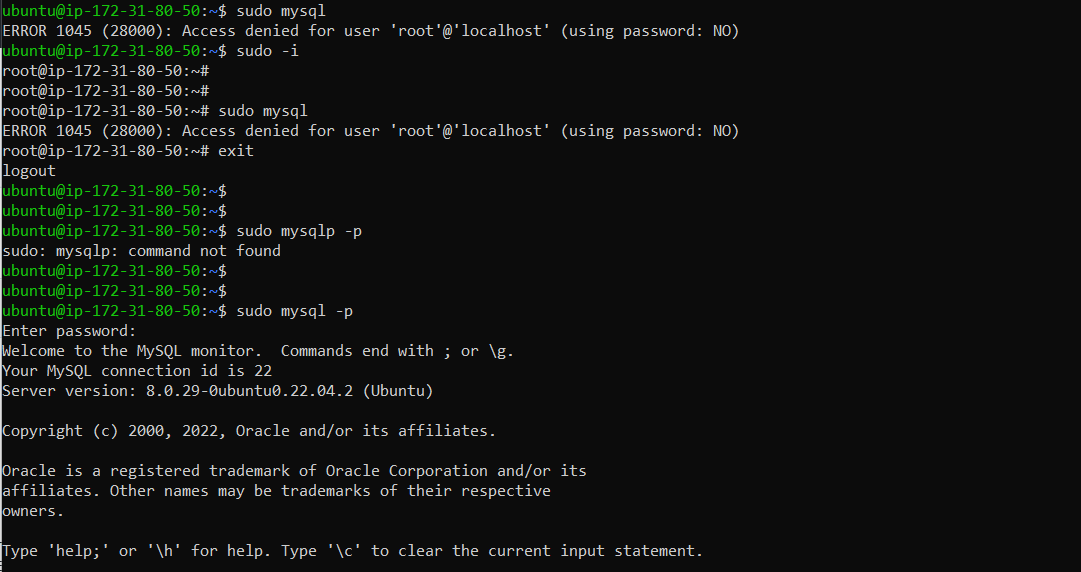 ubuntu@ip-172-31-80-50:~$ sudo mysql
ERROR 1045 (28000): Access denied for user 'root'@'localhost' (using password: NO)
ubuntu@ip-172-31-80-50:~$ sudo -i
root@ip-172-31-80-50:~#
root@ip-172-31-80-50:~#
root@ip-172-31-80-50:~# sudo mysql
ERROR 1045 (28000): Access denied for user 'root'@'localhost' (using password: NO)
root@ip-172-31-80-50:~# exit
logout
ubuntu@ip-172-31-80-50:~$
ubuntu@ip-172-31-80-50:~$
ubuntu@ip-172-31-80-50:~$ sudo mysqlp -p
sudo: mysqlp: command not found
ubuntu@ip-172-31-80-50:~$
ubuntu@ip-172-31-80-50:~$
ubuntu@ip-172-31-80-50:~$ sudo mysql -p
Enter password:
Welcome to the MySQL monitor.  Commands end with ; or \g.
Your MySQL connection id is 22
Server version: 8.0.29-0ubuntu0.22.04.2 (Ubuntu)

Copyright (c) 2000, 2022, Oracle and/or its affiliates.

Oracle is a registered trademark of Oracle Corporation and/or its
affiliates. Other names may be trademarks of their respective
owners.

Type 'help;' or '\h' for help. Type '\c' to clear the current input statement.